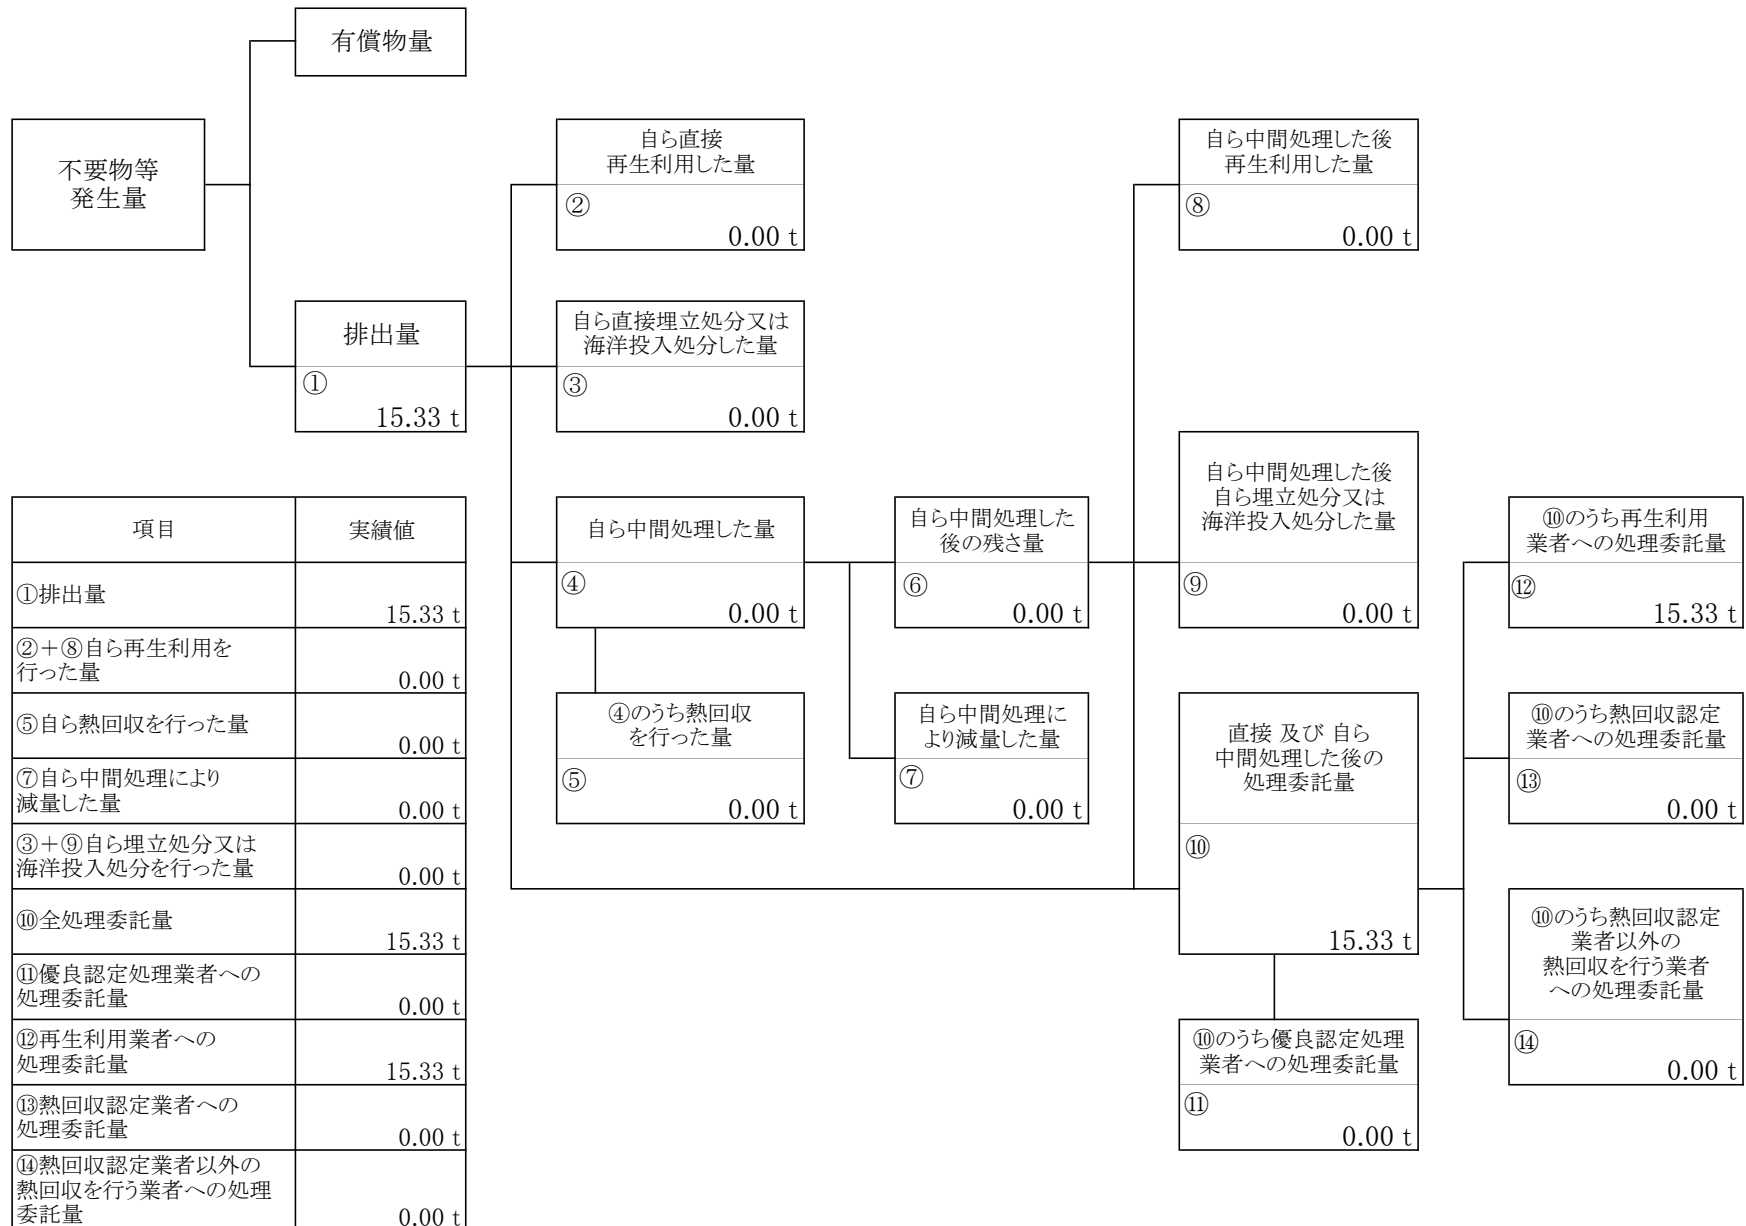 有償物量
不要物等
発生量
排出量
①
15.33 t
自ら直接
再生利用した量
②
0.00 t
自ら直接埋立処分又は
海洋投入処分した量
③
0.00 t
自ら中間処理した量
④
0.00 t
④のうち熱回収
を行った量
⑤
0.00 t
自ら中間処理した
後の残さ量
⑥
0.00 t
自ら中間処理に
より減量した量
⑦
0.00 t
自ら中間処理した後
再生利用した量
⑧
0.00 t
自ら中間処理した後
自ら埋立処分又は
海洋投入処分した量
⑨
0.00 t
直接 及び 自ら
中間処理した後の
処理委託量
⑩
15.33 t
⑩のうち優良認定処理
業者への処理委託量
⑪
0.00 t
⑩のうち再生利用
業者への処理委託量
⑫
15.33 t
⑩のうち熱回収認定
業者への処理委託量
⑬
0.00 t
⑩のうち熱回収認定
業者以外の
熱回収を行う業者
への処理委託量
⑭
0.00 t
項目 実績値
①排出量
15.33 t
②+⑧自ら再生利用を
行った量
0.00 t
⑤自ら熱回収を行った量
0.00 t
⑦自ら中間処理により
減量した量
0.00 t
③+⑨自ら埋立処分又は
海洋投入処分を行った量
0.00 t
⑩全処理委託量
15.33 t
⑪優良認定処理業者への
処理委託量
0.00 t
⑫再生利用業者への
処理委託量
15.33 t
⑬熱回収認定業者への
処理委託量
0.00 t
⑭熱回収認定業者以外の
熱回収を行う業者への処理
委託量
0.00 t